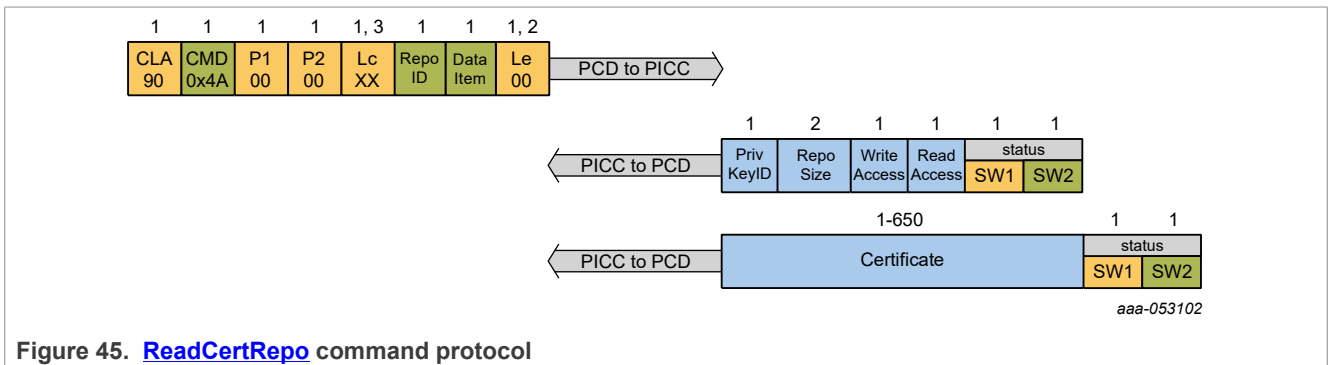 1 1 1 1 1, 3 1 1 1, 2
CLA CMD P1 P2 Lc Repo Data Le
90 0x4A 00 00 XX ID Item 00
PCD to PICC
1 2 1 1 1 1
PICC to PCD
Priv Repo Write Read status
KeyID Size Access Access SW1 SW2
1-650 1 1
PICC to PCD
Certificate
status
SW1 SW2
aaa-053102
Figure 45. ReadCertRepo command protocol